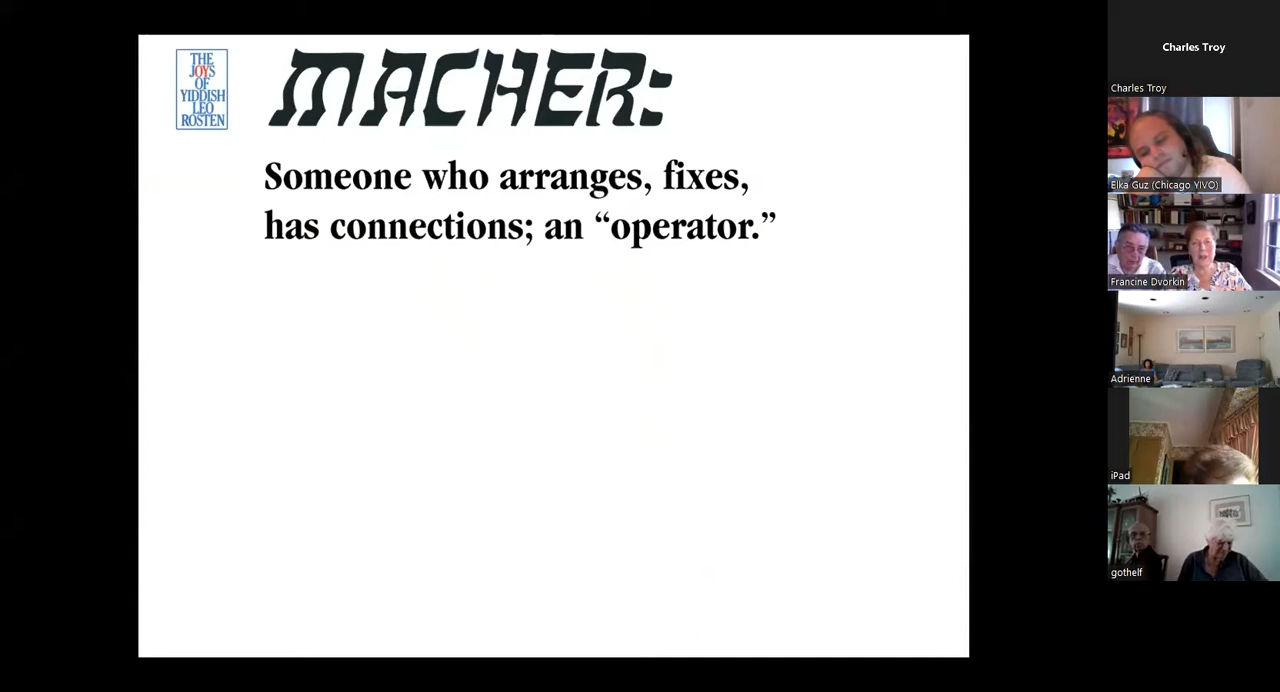 THE
JOYS
OF
YIDDISH
LEO
ROSTEN
MACHER:
Someone who arranges, fixes,
has connections; an “operator.”
Charles Troy
Charles Troy
Elka Guz (Chicago YIVO)
Francine Dvorkin
Adrienne
iPad
gothelf